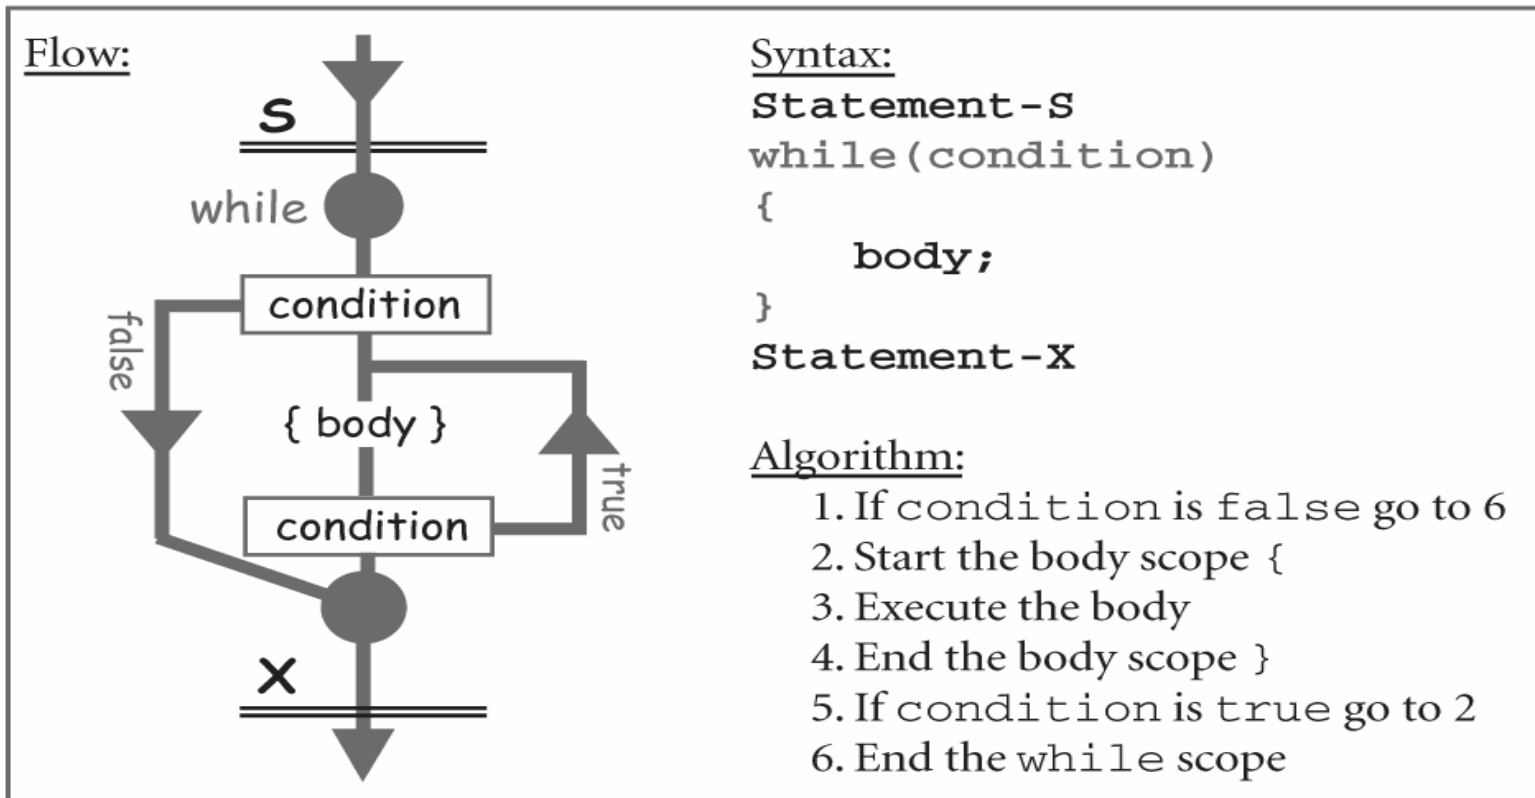 Flow:
S
while
condition
false
{ body }
true
condition
X
Syntax:
Statement-S
while(condition)
{
body;
}
Statement-X
Algorithm:
1. If condition is false go to 6
2. Start the body scope {
3. Execute the body
4. End the body scope }
5. If condition is true go to 2
6. End the while scope